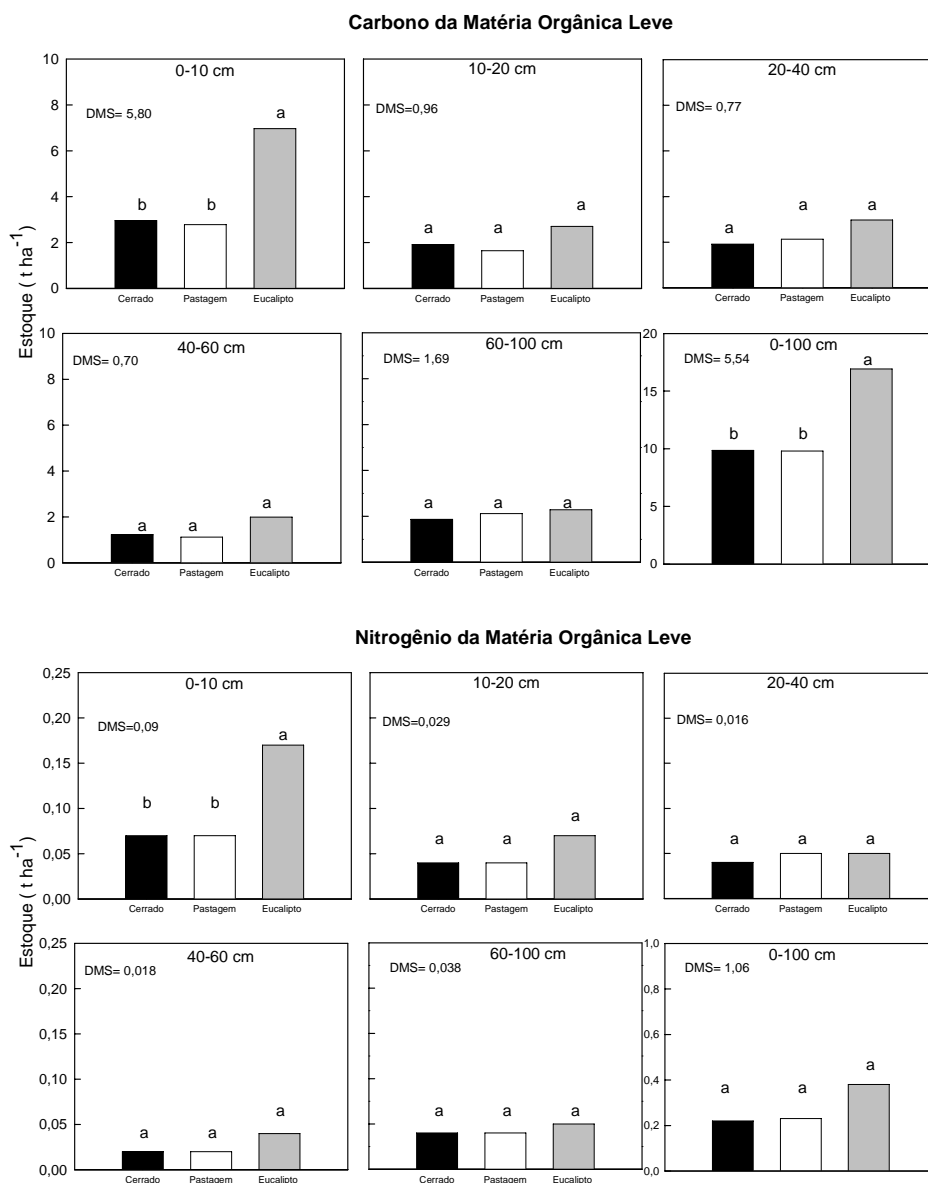 Carbono da Matéria Orgânica Leve
0-10 cm
10-20 cm
20-40 cm
DMS= 5,80
DMS=0,96
DMS= 0,77
10
8
6
4
2
0
b
b
a
a
a
a
a
a
a
Cerrado Pastagem Eucalipto
Cerrado Pastagem Eucalipto
Cerrado Pastagem Eucalipto
Estoque ( t ha⁻¹)
40-60 cm
60-100 cm
0-100 cm
DMS= 0,70
DMS= 1,69
DMS= 5,54
10
8
6
4
2
0
20
15
10
5
0
a
a
a
a
a
a
b
b
a
Cerrado Pastagem Eucalipto
Cerrado Pastagem Eucalipto
Nitrogênio da Matéria Orgânica Leve
0-10 cm
10-20 cm
20-40 cm
DMS=0,09
DMS=0,029
DMS= 0,016
0,25
0,20
0,15
0,10
0,05
0,00
b
b
a
a
a
a
a
a
a
Cerrado Pastagem Eucalipto
Cerrado Pastagem Eucalipto
Cerrado Pastagem Eucalipto
Estoque ( t ha⁻¹)
40-60 cm
60-100 cm
0-100 cm
DMS= 0,018
DMS= 0,038
DMS= 1,06
0,25
0,20
0,15
0,10
0,05
0,00
1,0
0,8
0,6
0,4
0,2
0,0
a
a
a
a
a
a
a
a
a
Cerrado Pastagem Eucalipto
Cerrado Pastagem Eucalipto
Cerrado Pastagem Eucalipto